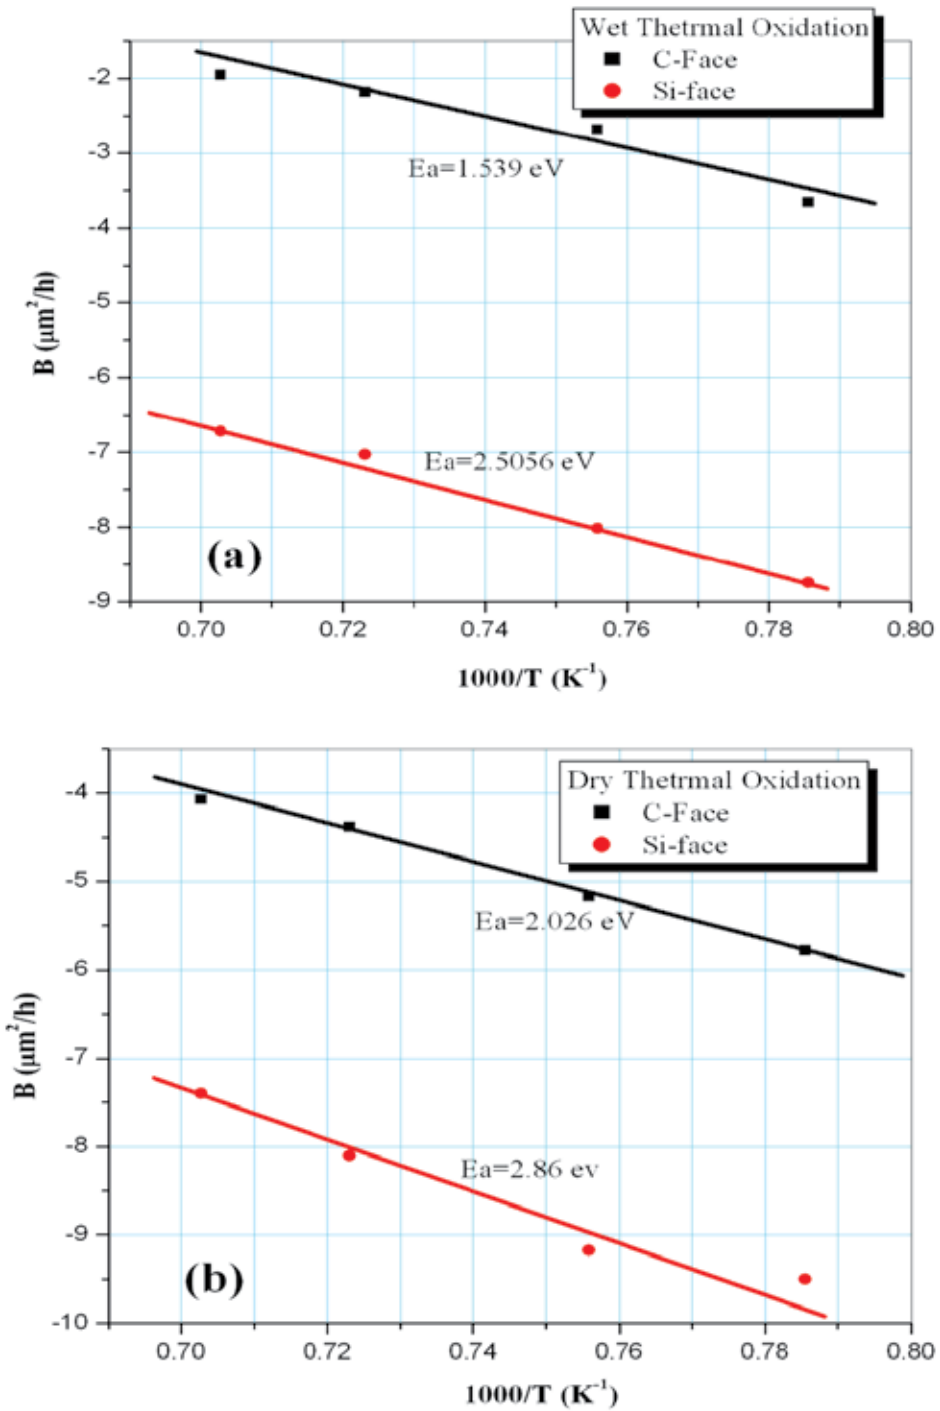 Wet Thetrmal Oxidation
C-Face
Si-face
-2
-3
-4
-5
-6
-7
-8
-9
B (μm²/h)
Ea=1.539 eV
Ea=2.5056 eV
(a)
0.70 0.72 0.74 0.76 0.78 0.80
1000/T (K⁻¹)
Dry Thetrmal Oxidation
C-Face
Si-face
-4
-5
-6
-7
-8
-9
-10
B (μm²/h)
Ea=2.026 eV
Ea=2.86 ev
(b)
0.70 0.72 0.74 0.76 0.78 0.80
1000/T (K⁻¹)